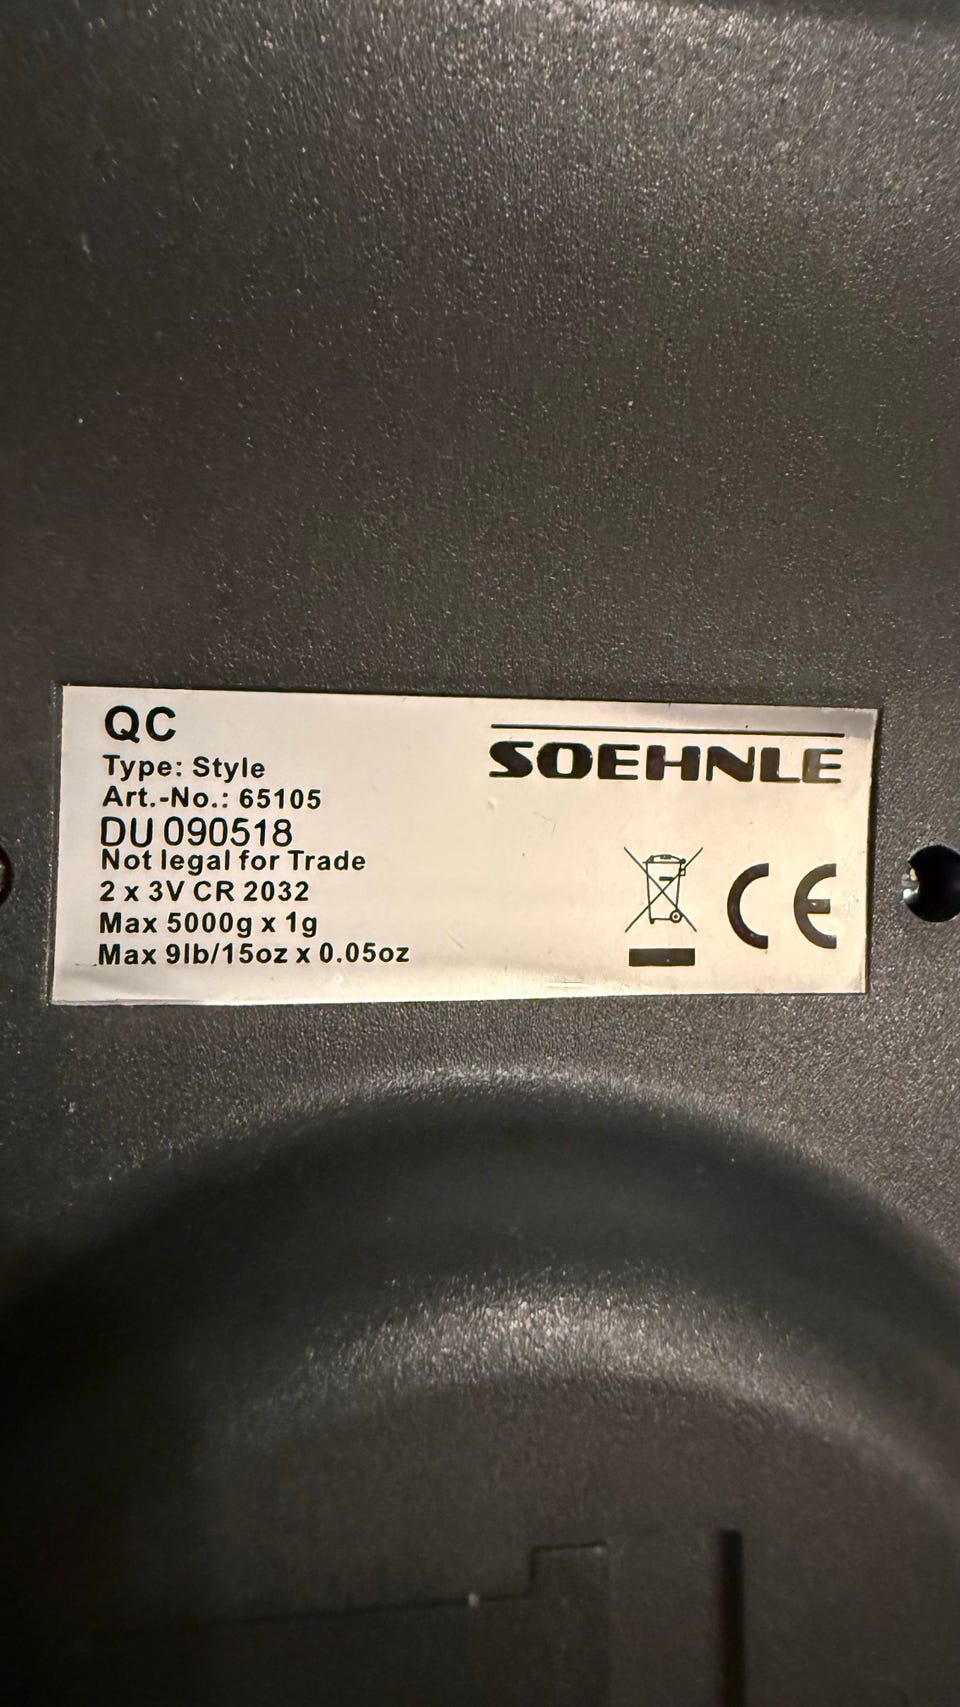 QC
Type: Style
Art.-No.: 65105
DU 090518
Not legal for Trade
2 x 3V CR 2032
Max 5000g x 1g
Max 9lb/15oz x 0.05oz
SOEHNLE
CE